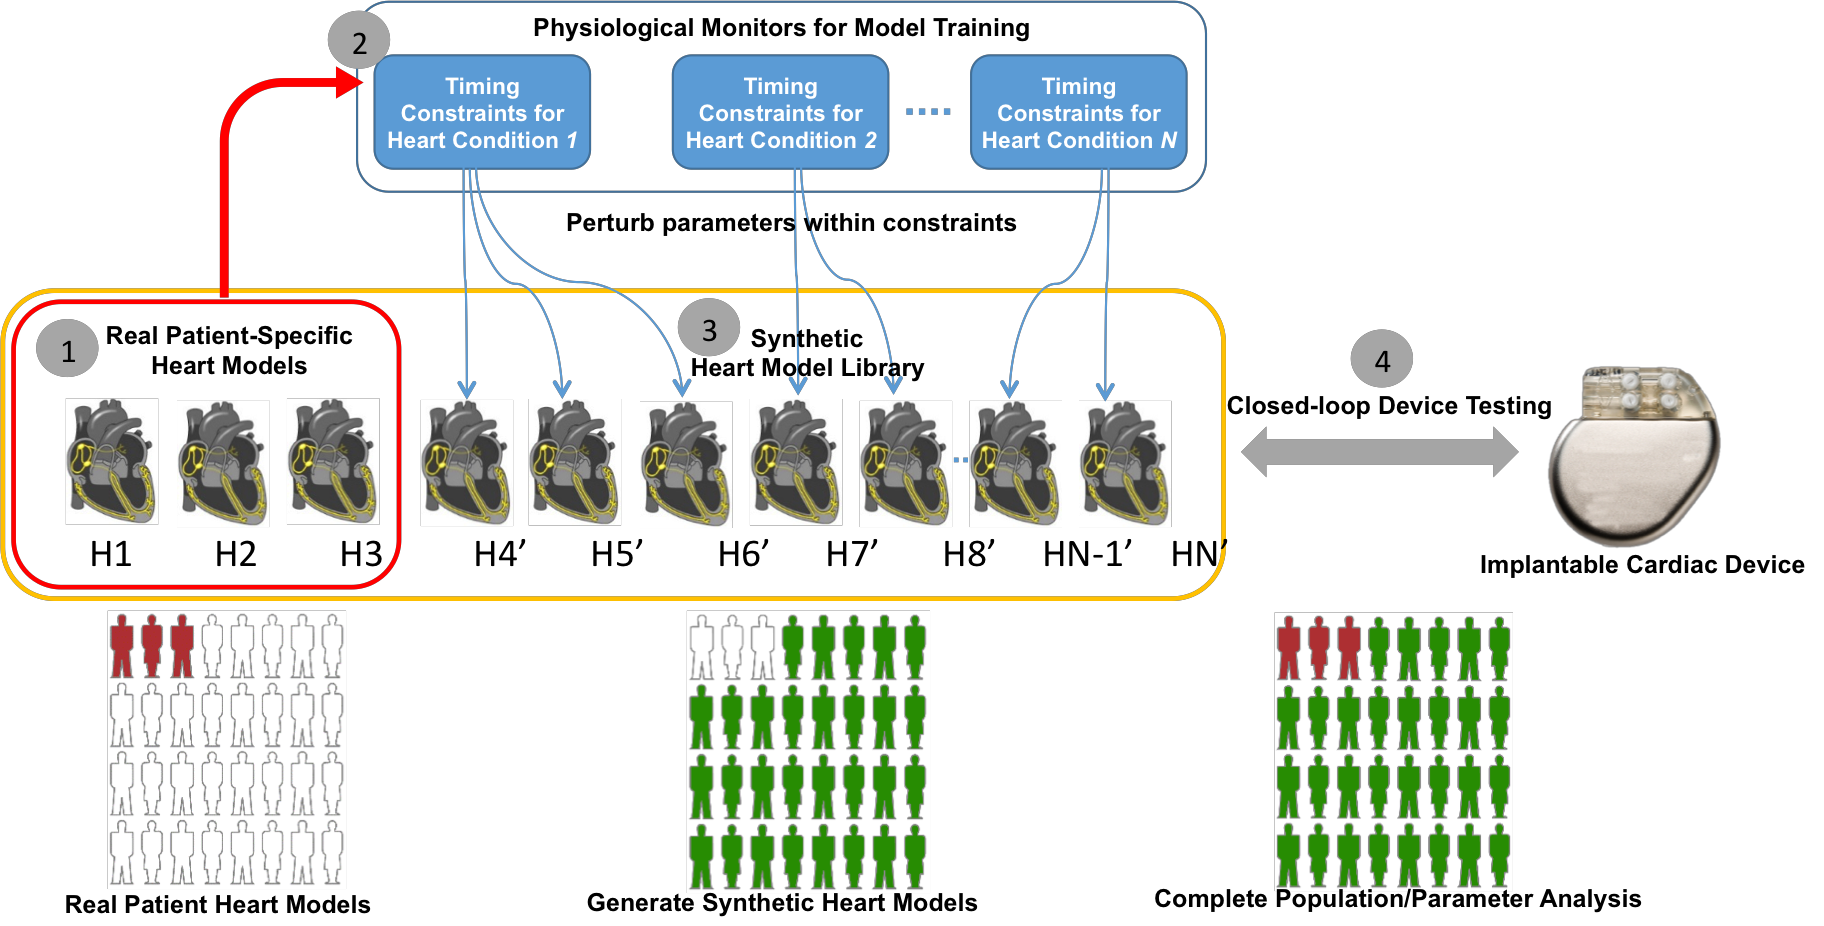 2
Physiological Monitors for Model Training
Timing
Constraints for
Heart Condition 1
Timing
Constraints for
Heart Condition 2
Timing
Constraints for
Heart Condition N
Perturb parameters within constraints
1
Real Patient-Specific
Heart Models
3
Synthetic
Heart Model Library
4
Closed-loop Device Testing
H1
H2
H3
H4’
H5’
H6’
H7’
H8’
HN-1’
HN’
Implantable Cardiac Device
Real Patient Heart Models
Generate Synthetic Heart Models
Complete Population/Parameter Analysis